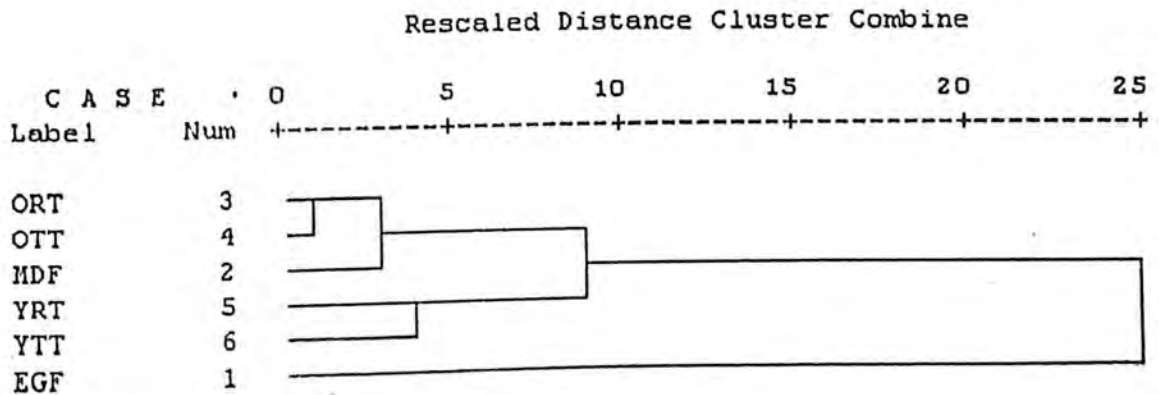 Rescaled Distance Cluster Combine
C A S E 0 5 10 15 20 25
Label Num +---------+---------+---------+---------+---------+
ORT 3
OTT 4
MDF 2
YRT 5
YTT 6
EGF 1